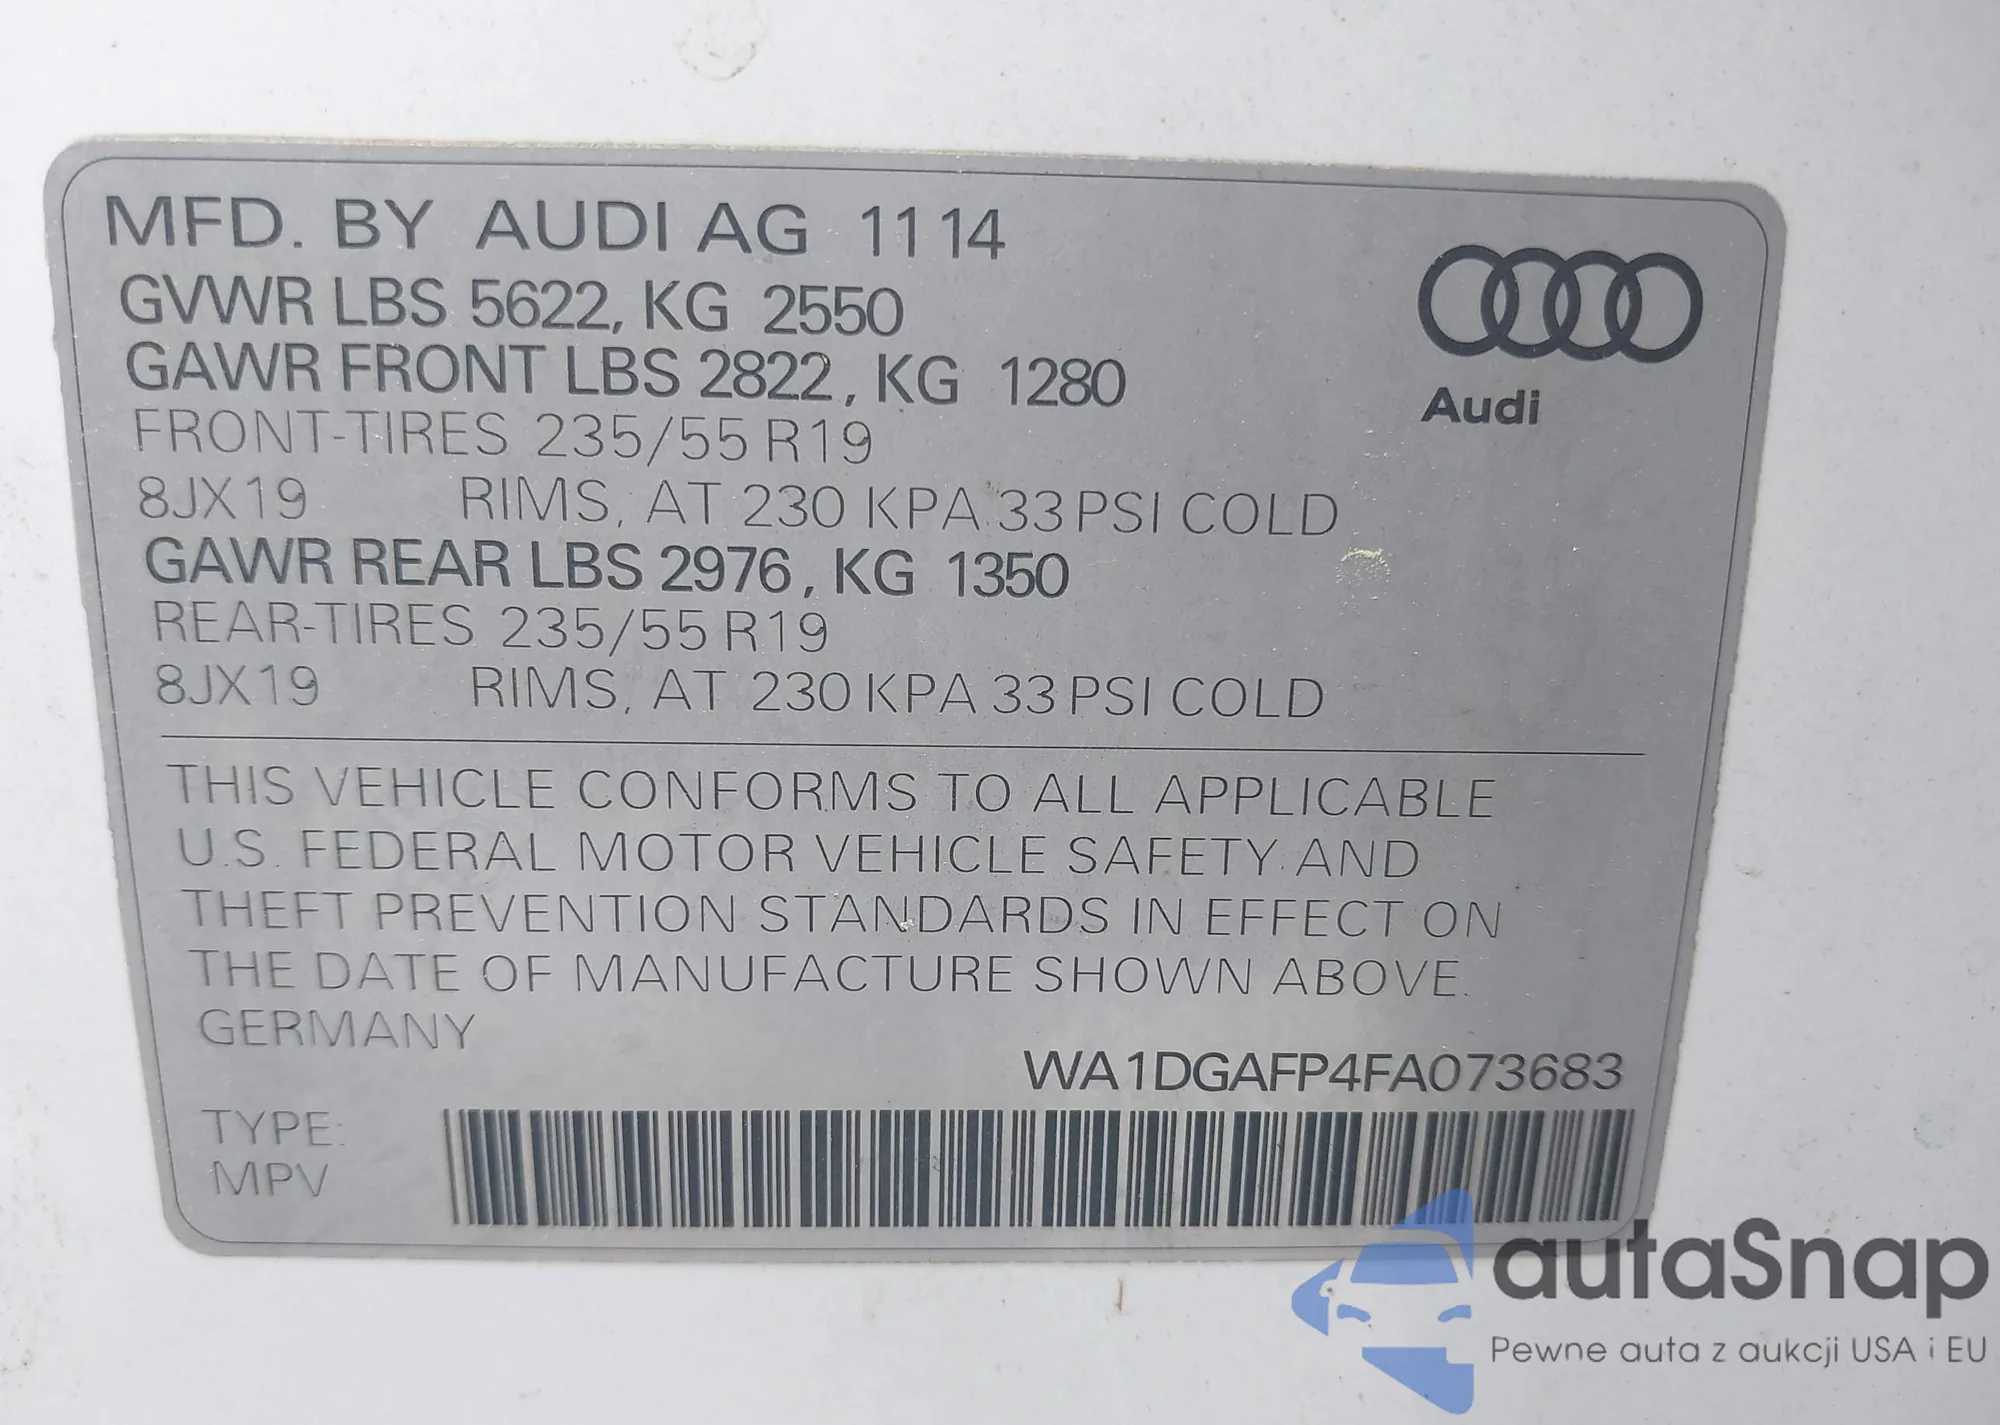 MFD. BY AUDI AG 11 14
GVWR LBS 5622, KG 2550
GAWR FRONT LBS 2822, KG 1280
FRONT-TIRES 235/55 R19
8JX19 RIMS, AT 230 KPA 33 PSI COLD
GAWR REAR LBS 2976, KG 1350
REAR-TIRES 235/55 R19
8JX19 RIMS, AT 230 KPA 33 PSI COLD
Audi
THIS VEHICLE CONFORMS TO ALL APPLICABLE
U.S. FEDERAL MOTOR VEHICLE SAFETY AND
THEFT PREVENTION STANDARDS IN EFFECT ON
THE DATE OF MANUFACTURE SHOWN ABOVE.
GERMANY
WA1DGAFP4FA073683
TYPE:
MPV
autaSnap
Pewne auta z aukcji USA i EU